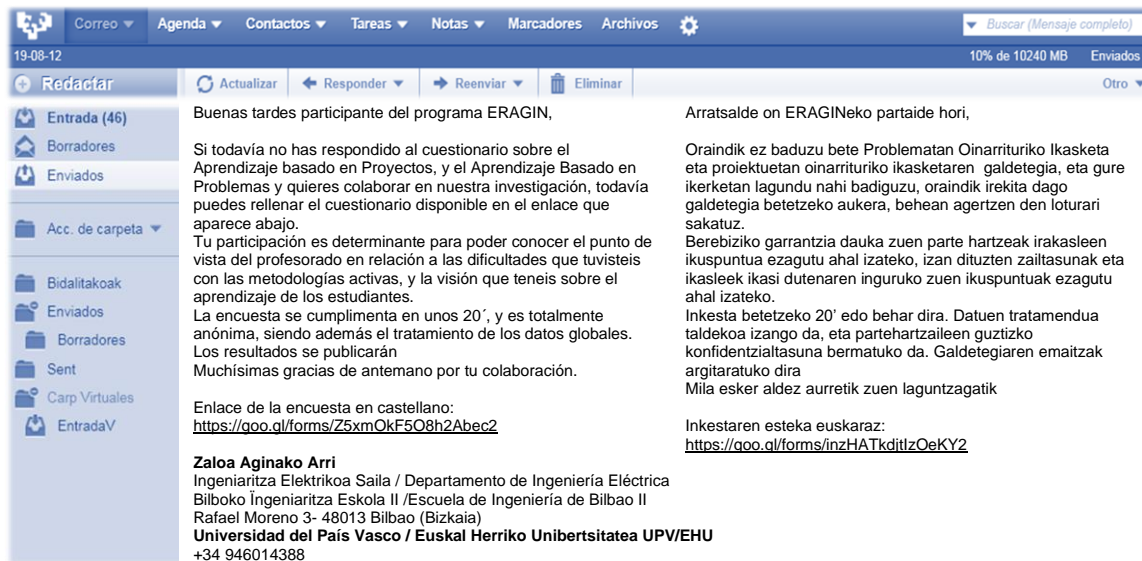 Correo
Agenda
Contactos
Tareas
Notas
Marcadores
Archivos
Buscar (Mensaje completo)
19-08-12
10% de 10240 MB
Enviados
Redactar
Actualizar
Responder
Reenviar
Eliminar
Otro
Entrada (46)
Borradores
Enviados
Acc. de carpeta
Bidalitakoak
Enviados
Borradores
Sent
Carp Virtuales
EntradaV
Buenas tardes participante del programa ERAGIN,
Si todavía no has respondido al cuestionario sobre el
Aprendizaje basado en Proyectos, y el Aprendizaje Basado en
Problemas y quieres colaborar en nuestra investigación, todavía
puedes rellenar el cuestionario disponible en el enlace que
aparece abajo.
Tu participación es determinante para poder conocer el punto de
vista del profesorado en relación a las dificultades que tuvisteis
con las metodologías activas, y la visión que teneis sobre el
aprendizaje de los estudiantes.
La encuesta se cumplimenta en unos 20´, y es totalmente
anónima, siendo además el tratamiento de los datos globales.
Los resultados se publicarán
Muchísimas gracias de antemano por tu colaboración.
Enlace de la encuesta en castellano:
https://goo.gl/forms/Z5xmOkF5O8h2Abec2
Zaloa Aginako Arri
Ingeniaritza Elektrikoa Saila / Departamento de Ingeniería Eléctrica
Bilboko Ïngeniaritza Eskola II /Escuela de Ingeniería de Bilbao II
Rafael Moreno 3- 48013 Bilbao (Bizkaia)
Universidad del País Vasco / Euskal Herriko Unibertsitatea UPV/EHU
+34 946014388
Arratsalde on ERAGINeko partaide hori,
Oraindik ez baduzu bete Problematan Oinarrituriko Ikasketa
eta proiektuetan oinarrituriko ikasketaren galdetegia, eta gure
ikerketan lagundu nahi badiguzu, oraindik irekita dago
galdetegia betetzeko aukera, behean agertzen den loturari
sakatuz.
Berebiziko garrantzia dauka zuen parte hartzeak irakasleen
ikuspuntua ezagutu ahal izateko, izan dituzten zailtasunak eta
ikasleek ikasi dutenaren inguruko zuen ikuspuntuak ezagutu
ahal izateko.
Inkesta betetzeko 20' edo behar dira. Datuen tratamendua
taldekoa izango da, eta partehartzaileen guztizko
konfidentzialtasuna bermatuko da. Galdetegiaren emaitzak
argitaratuko dira
Mila esker aldez aurretik zuen laguntzagatik
Inkestaren esteka euskaraz:
https://goo.gl/forms/inzHATkdjtIzOeKY2